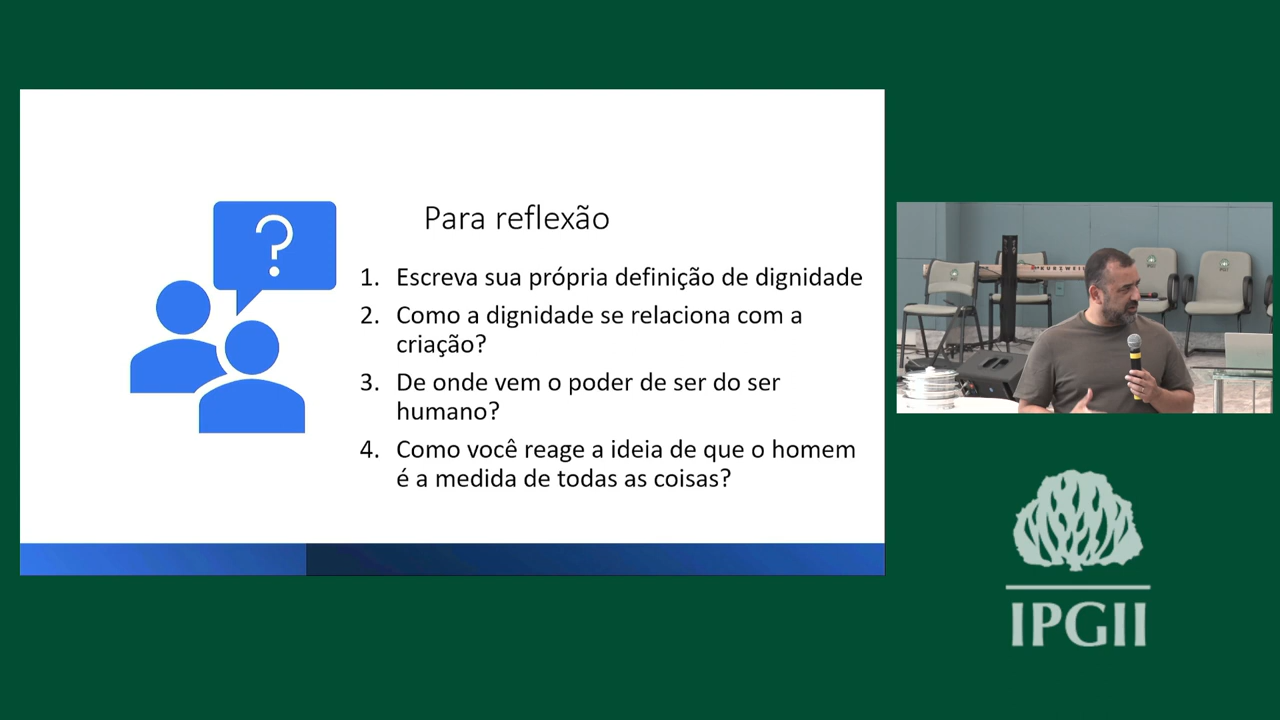 ?
Para reflexão
1. Escreva sua própria definição de dignidade
2. Como a dignidade se relaciona com a
criação?
3. De onde vem o poder de ser do ser
humano?
4. Como você reage a ideia de que o homem
é a medida de todas as coisas?
KURZWEIL
IPGII